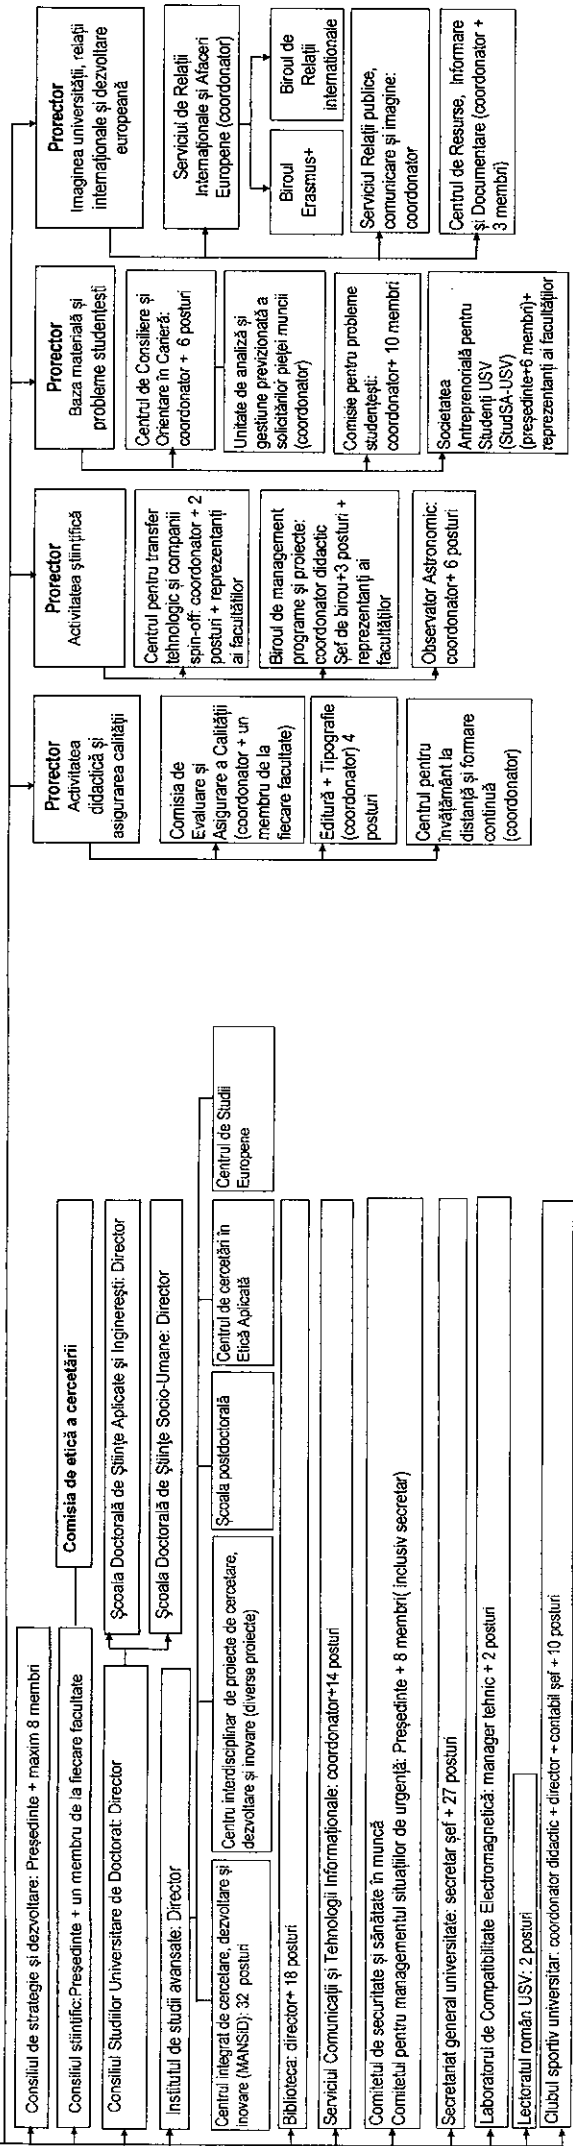 Consiliul de strategie și dezvoltare: Președinte + maxim 8 membri
Consiliul stiintific:Președinte + un membru de la fiecare facultate
Comisia de etică a cercetării
Consiliul Studiilor Universitare de Doctorat: Director
Școala Doctorală de Științe Aplicate și Inginerești: Director
Școala Doctorală de Științe Socio-Umane: Director
Institutul de studii avansate: Director
Centrul integrat de cercetare, dezvoltare și
inovare (MANSiD): 32 posturi
Centru interdisciplinar de proiecte de cercetare,
dezvoltare și inovare (diverse proiecte)
Școala postdoctorală
Centrul de cercetări în
Etică Aplicată
Centrul de Studii
Europene
Biblioteca: director+ 18 posturi
Serviciul Comunicații și Tehnologii Informaționale: coordonator+14 posturi
Comitetul de securitate și sănătate în muncă
Comitetul pentru managementul situațiilor de urgență: Președinte + 8 membri( inclusiv secretar)
Secretariat general universitate: secretar șef + 27 posturi
Laboratorul de Compatibilitate Electromagnetică: manager tehnic + 2 posturi
Lectoratul român USV: 2 posturi
Clubul sportiv universitar: coordonator didactic + director + contabil șef + 10 posturi
Prorector
Activitatea
didactică și
asigurarea calității
Comisia de
Evaluare și
Asigurare a Calității
(coordonator + un
membru de la
fiecare facultate)
Editură + Tipografie
(coordonator) 4
posturi
Centrul pentru
învățământ la
distanță și formare
continuă
(coordonator)
Prorector
Activitatea științifică
Centrul pentru transfer
tehnologic și companii
spin-off: coordonator + 2
posturi + reprezentanți
ai facultăților
Biroul de management
programe și proiecte:
coordonator didactic
Șef de birou+3 posturi +
reprezentanți ai
facultăților
Observator Astronomic:
coordonator+ 6 posturi
Prorector
Baza materială și
probleme studențești
Centrul de Consiliere și
Orientare în Carieră:
coordonator + 6 posturi
Unitate de analiză și
gestiune previzionată a
solicitărilor pieței muncii
(coordonator)
Comisie pentru probleme
studențești:
coordonator+ 10 membri
Societatea
Antreprenorială pentru
Studenți USV
(StudSA-USV)
(președinte+6 membri)+
reprezentanți ai facultăților
Prorector
Imaginea universității, relații
internaționale și dezvoltare
europeană
Serviciul de Relații
Internaționale și Afaceri
Europene (coordonator)
Biroul
Erasmus+
Biroul de
Relații
internationale
Serviciul Relații publice,
comunicare și imagine:
coordonator
Centrul de Resurse, Informare
și Documentare (coordonator +
3 membri)